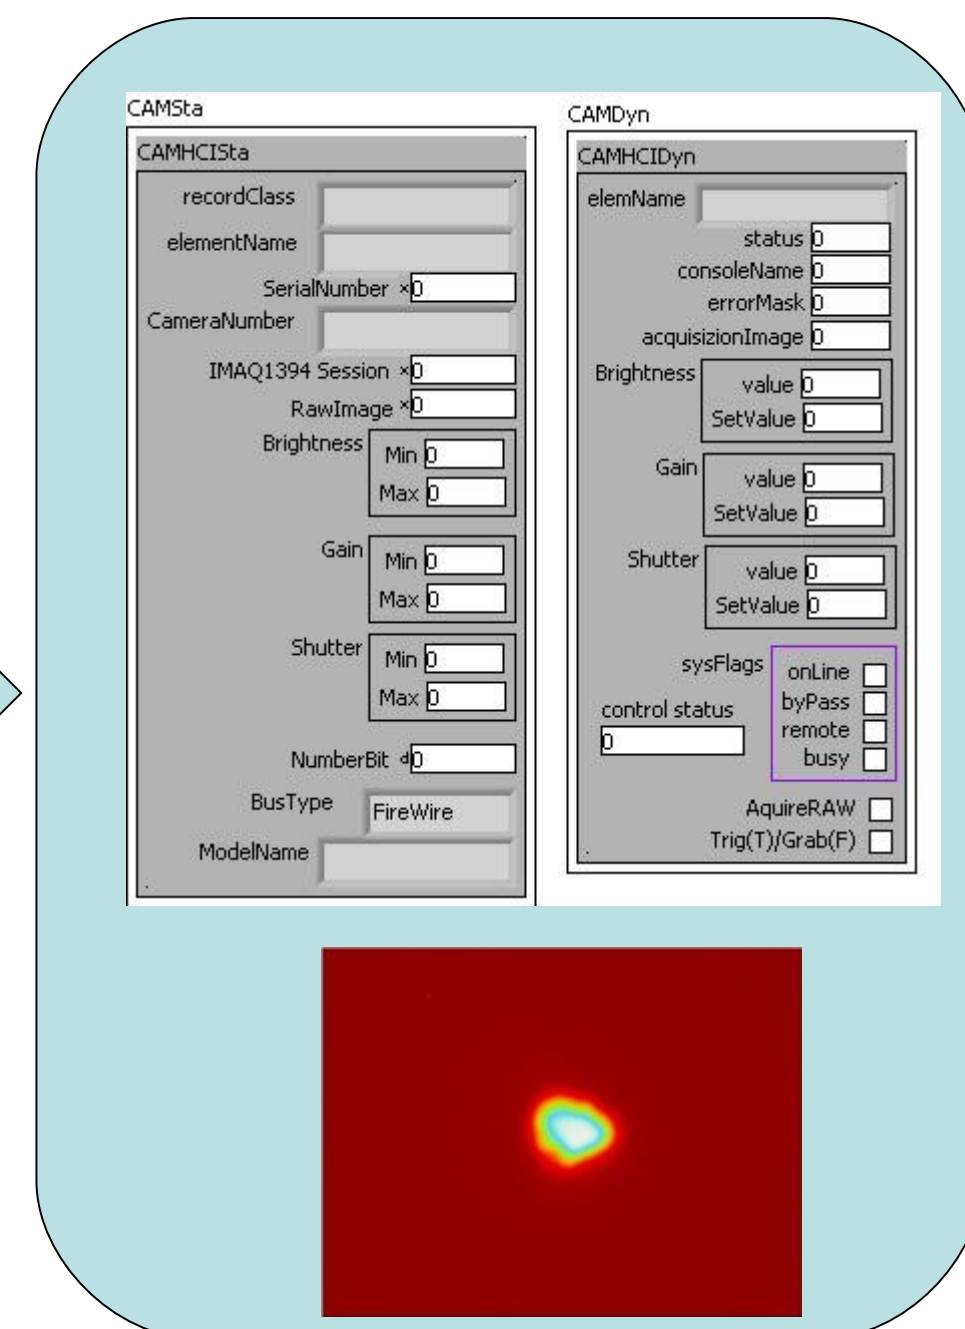 CAMSta
CAMHCISta
recordClass
elementName
SerialNumber ×0
CameraNumber
IMAQ1394 Session ×0
RawImage ×0
Brightness
Min 0
Max 0
Gain
Min 0
Max 0
Shutter
Min 0
Max 0
NumberBit d0
BusType FireWire
ModelName
CAMDyn
CAMHCIDyn
elemName
status 0
consoleName 0
errorMask 0
acquisizionImage 0
Brightness
value 0
SetValue 0
Gain
value 0
SetValue 0
Shutter
value 0
SetValue 0
sysFlags
onLine
byPass
remote
busy
control status
0
AquireRAW
Trig(T)/Grab(F)